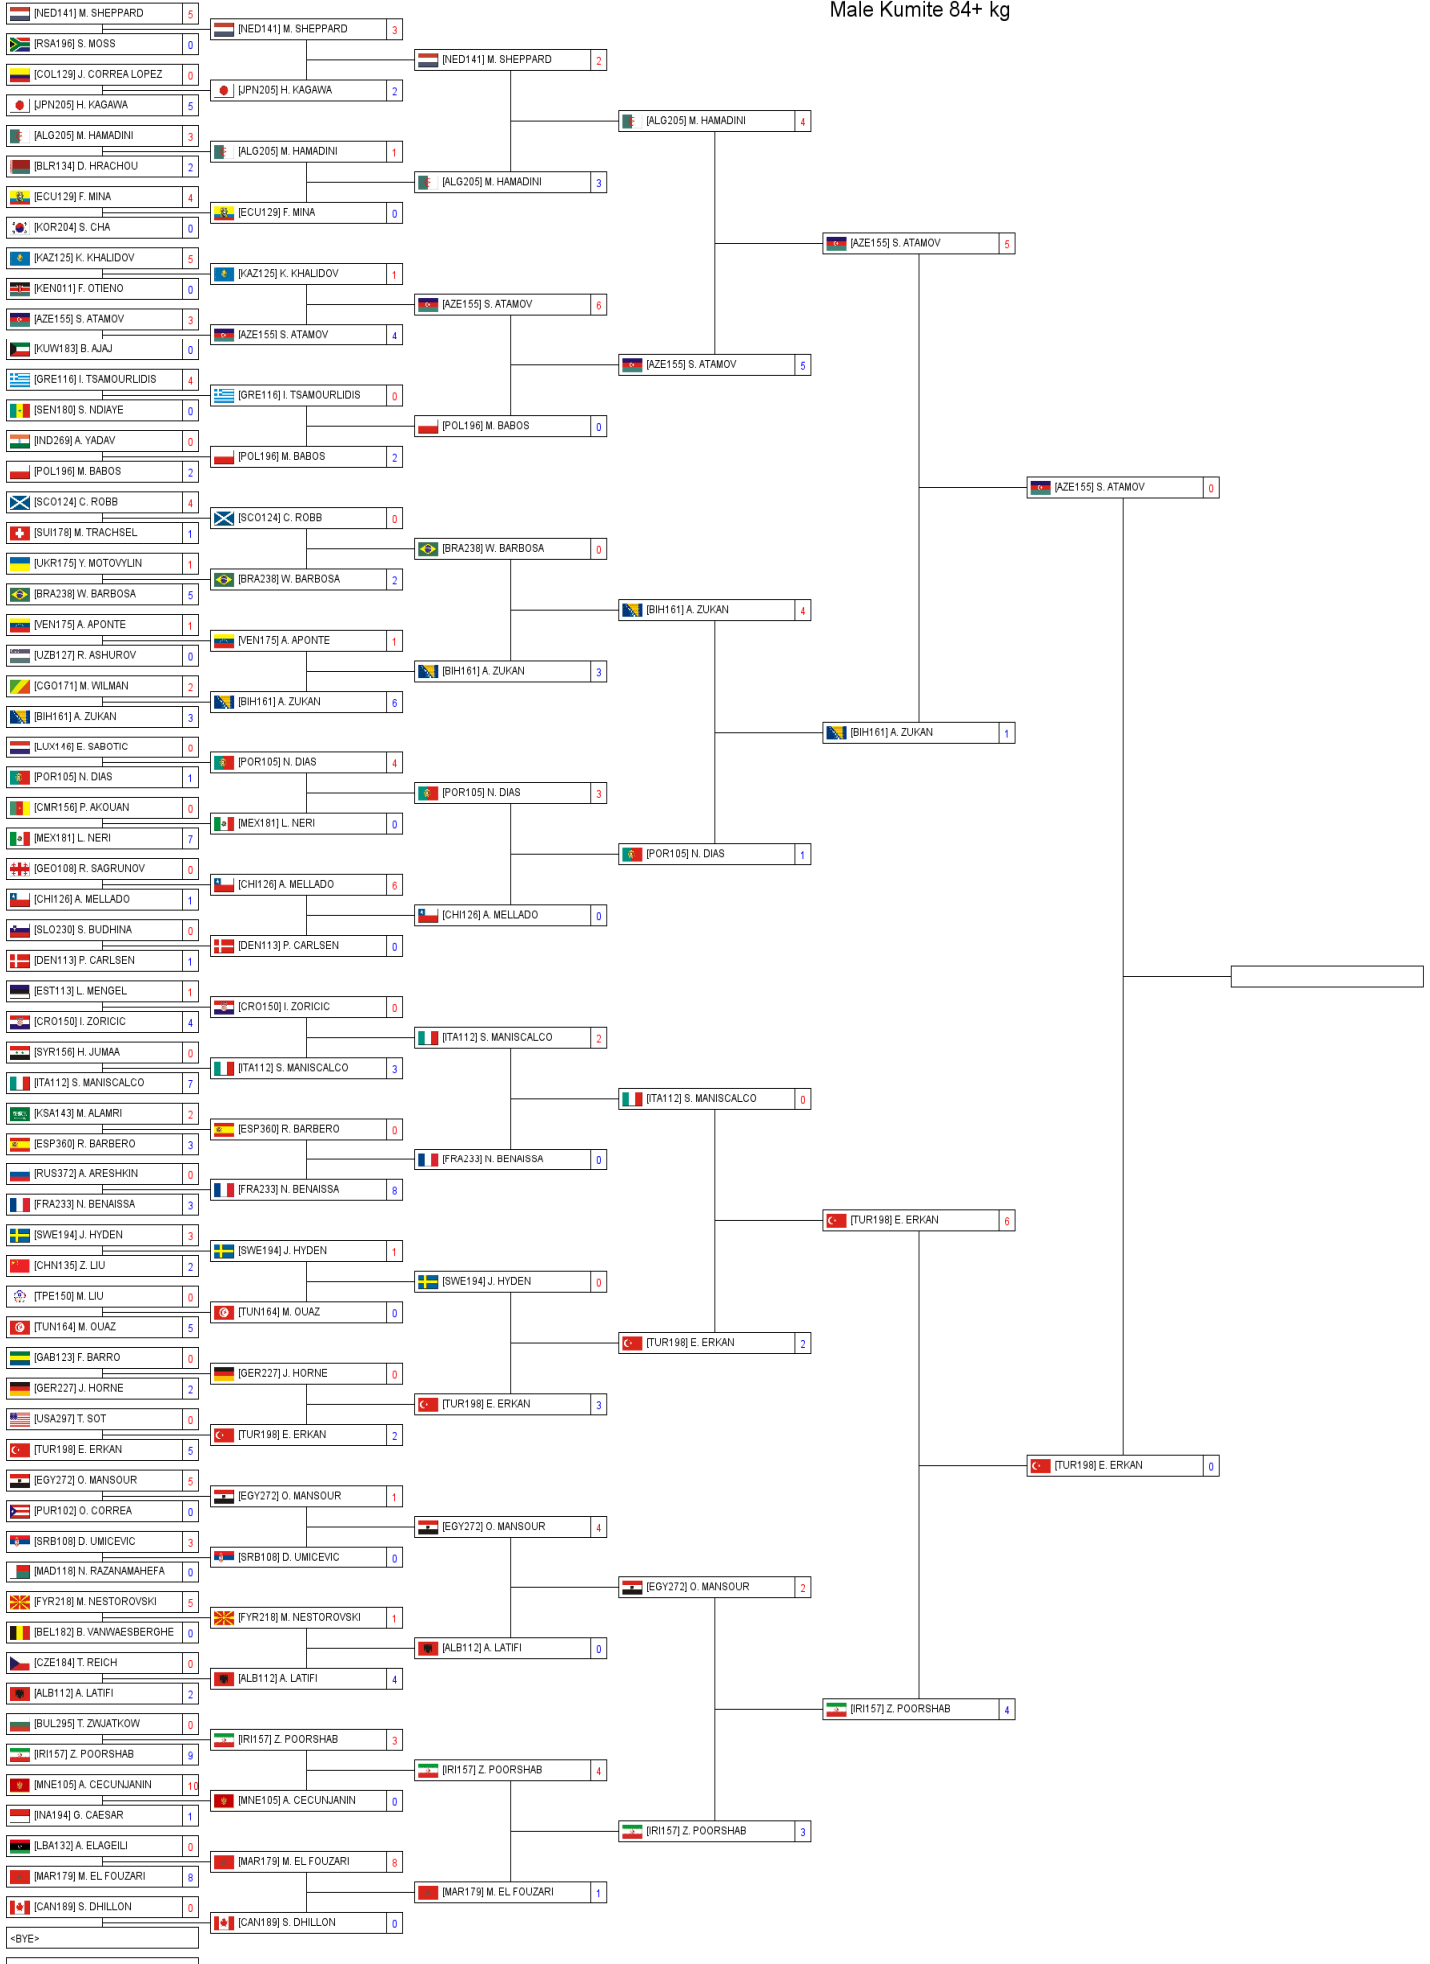 Male Kumite 84+ kg
[NED141] M. SHEPPARD 5
[RSA196] S. MOSS 0
[COL129] J. CORREA LOPEZ 0
[JPN205] H. KAGAWA 5
[ALG205] M. HAMADINI 3
[BLR134] D. HRACHOU 2
[ECU129] F. MINA 4
[KOR204] S. CHA 0
[KAZ125] K. KHALIDOV 5
[KEN011] F. OTIENO 0
[AZE155] S. ATAMOV 3
[KUW183] B. AJAJ 0
[GRE116] I. TSAMOURLIDIS 4
[SEN180] S. NDIAYE 0
[IND269] A. YADAV 0
[POL196] M. BABOS 2
[SCO124] C. ROBB 4
[SUI178] M. TRACHSEL 1
[UKR175] Y. MOTOVYLIN 1
[BRA238] W. BARBOSA 5
[VEN175] A. APONTE 1
[UZB127] R. ASHUROV 0
[CGO171] M. WILMAN 2
[BIH161] A. ZUKAN 3
[LUX146] E. SABOTIC 0
[POR105] N. DIAS 1
[CMR156] P. AKOUAN 0
[MEX181] L. NERI 7
[GEO108] R. SAGRUNOV 0
[CHI126] A. MELLADO 1
[SLO230] S. BUDHINA 0
[DEN113] P. CARLSEN 1
[EST113] L. MENGEL 1
[CRO150] I. ZORICIC 4
[SYR156] H. JUMAA 0
[ITA112] S. MANISCALCO 7
[KSA143] M. ALAMRI 2
[ESP360] R. BARBERO 3
[RUS372] A. ARESHKIN 0
[FRA233] N. BENAISSA 3
[SWE194] J. HYDEN 3
[CHN135] Z. LIU 2
[TPE150] M. LIU 0
[TUN164] M. OUAZ 5
[GAB123] F. BARRO 0
[GER227] J. HORNE 2
[USA297] T. SOT 0
[TUR198] E. ERKAN 5
[EGY272] O. MANSOUR 5
[PUR102] O. CORREA 0
[SRB108] D. UMICEVIC 3
[MAD118] N. RAZANAMAHEFA 0
[FYR218] M. NESTOROVSKI 5
[BEL182] B. VANWAESBERGHE 0
[CZE184] T. REICH 0
[ALB112] A. LATIFI 2
[BUL295] T. ZWJATKOW 0
[IRI157] Z. POORSHAB 9
[MNE105] A. CECUNJANIN 10
[INA194] G. CAESAR 1
[LBA132] A. ELAGEILI 0
[MAR179] M. EL FOUZARI 8
[CAN189] S. DHILLON 0
<BYE>
[NED141] M. SHEPPARD 3
[JPN205] H. KAGAWA 2
[ALG205] M. HAMADINI 1
[ECU129] F. MINA 0
[KAZ125] K. KHALIDOV 1
[AZE155] S. ATAMOV 4
[GRE116] I. TSAMOURLIDIS 0
[POL196] M. BABOS 2
[SCO124] C. ROBB 0
[BRA238] W. BARBOSA 2
[VEN175] A. APONTE 1
[BIH161] A. ZUKAN 6
[POR105] N. DIAS 4
[MEX181] L. NERI 0
[CHI126] A. MELLADO 6
[DEN113] P. CARLSEN 0
[CRO150] I. ZORICIC 0
[ITA112] S. MANISCALCO 3
[ESP360] R. BARBERO 0
[FRA233] N. BENAISSA 8
[SWE194] J. HYDEN 1
[TUN164] M. OUAZ 0
[GER227] J. HORNE 0
[TUR198] E. ERKAN 2
[EGY272] O. MANSOUR 1
[SRB108] D. UMICEVIC 0
[FYR218] M. NESTOROVSKI 1
[ALB112] A. LATIFI 4
[IRI157] Z. POORSHAB 3
[MNE105] A. CECUNJANIN 0
[MAR179] M. EL FOUZARI 8
[CAN189] S. DHILLON 0
[NED141] M. SHEPPARD 2
[ALG205] M. HAMADINI 3
[AZE155] S. ATAMOV 6
[POL196] M. BABOS 0
[BRA238] W. BARBOSA 0
[BIH161] A. ZUKAN 3
[POR105] N. DIAS 3
[CHI126] A. MELLADO 0
[ITA112] S. MANISCALCO 2
[FRA233] N. BENAISSA 0
[SWE194] J. HYDEN 0
[TUR198] E. ERKAN 3
[EGY272] O. MANSOUR 4
[ALB112] A. LATIFI 0
[IRI157] Z. POORSHAB 4
[MAR179] M. EL FOUZARI 1
[ALG205] M. HAMADINI 4
[AZE155] S. ATAMOV 5
[BIH161] A. ZUKAN 4
[POR105] N. DIAS 1
[ITA112] S. MANISCALCO 0
[TUR198] E. ERKAN 2
[EGY272] O. MANSOUR 2
[IRI157] Z. POORSHAB 3
[AZE155] S. ATAMOV 5
[BIH161] A. ZUKAN 1
[TUR198] E. ERKAN 6
[IRI157] Z. POORSHAB 4
[AZE155] S. ATAMOV 0
[TUR198] E. ERKAN 0